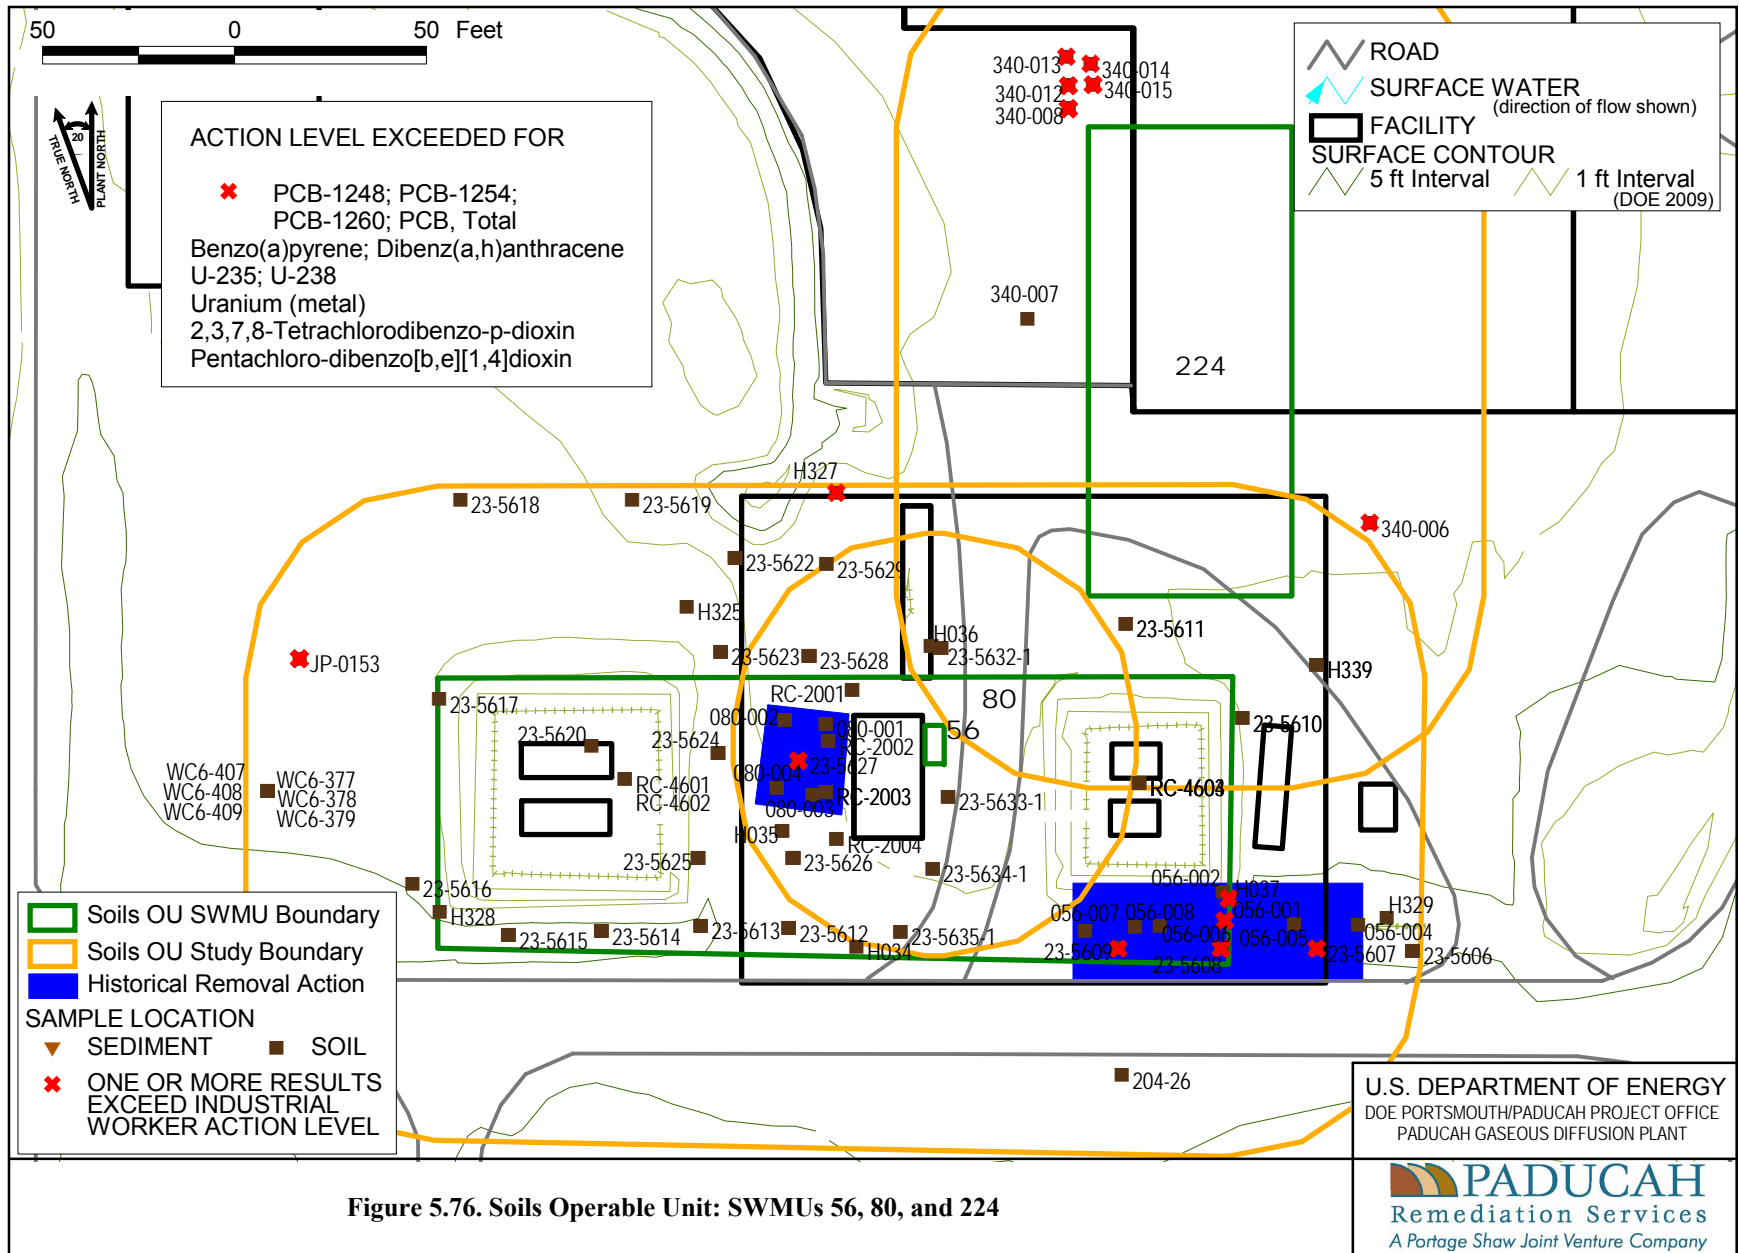 50 0 50 Feet
TRUE NORTH
20
PLANT NORTH
ACTION LEVEL EXCEEDED FOR
PCB-1248; PCB-1254;
PCB-1260; PCB, Total
Benzo(a)pyrene; Dibenz(a,h)anthracene
U-235; U-238
Uranium (metal)
2,3,7,8-Tetrachlorodibenzo-p-dioxin
Pentachloro-dibenzo[b,e][1,4]dioxin
ROAD
SURFACE WATER
(direction of flow shown)
FACILITY
SURFACE CONTOUR
5 ft Interval 1 ft Interval
(DOE 2009)
340-013
340-014
340-012
340-015
340-008
340-007
224
H327
23-5618
23-5619
340-006
23-5622
23-5629
H325
23-5611
H036
23-5623
23-5628
23-5632-1
JP-0153
H339
RC-2001
80
23-5617
080-002
080-001
56
23-5610
23-5620
23-5624
RC-2002
23-5627
WC6-407
WC6-408
WC6-409
WC6-377
WC6-378
WC6-379
RC-4601
RC-4602
080-004
RC-2003
080-003
23-5633-1
RC-4603
H035
RC-2004
23-5625
23-5626
23-5634-1
056-002
H037
23-5616
H328
056-007
056-008
056-001
H329
23-5615
23-5614
23-5613
23-5612
23-5635-1
056-006
056-005
056-004
H034
23-5609
23-5608
23-5607
23-5606
204-26
Soils OU SWMU Boundary
Soils OU Study Boundary
Historical Removal Action
SAMPLE LOCATION
SEDIMENT SOIL
ONE OR MORE RESULTS
EXCEED INDUSTRIAL
WORKER ACTION LEVEL
U.S. DEPARTMENT OF ENERGY
DOE PORTSMOUTH/PADUCAH PROJECT OFFICE
PADUCAH GASEOUS DIFFUSION PLANT
PADUCAH
Remediation Services
A Portage Shaw Joint Venture Company
Figure 5.76. Soils Operable Unit: SWMUs 56, 80, and 224